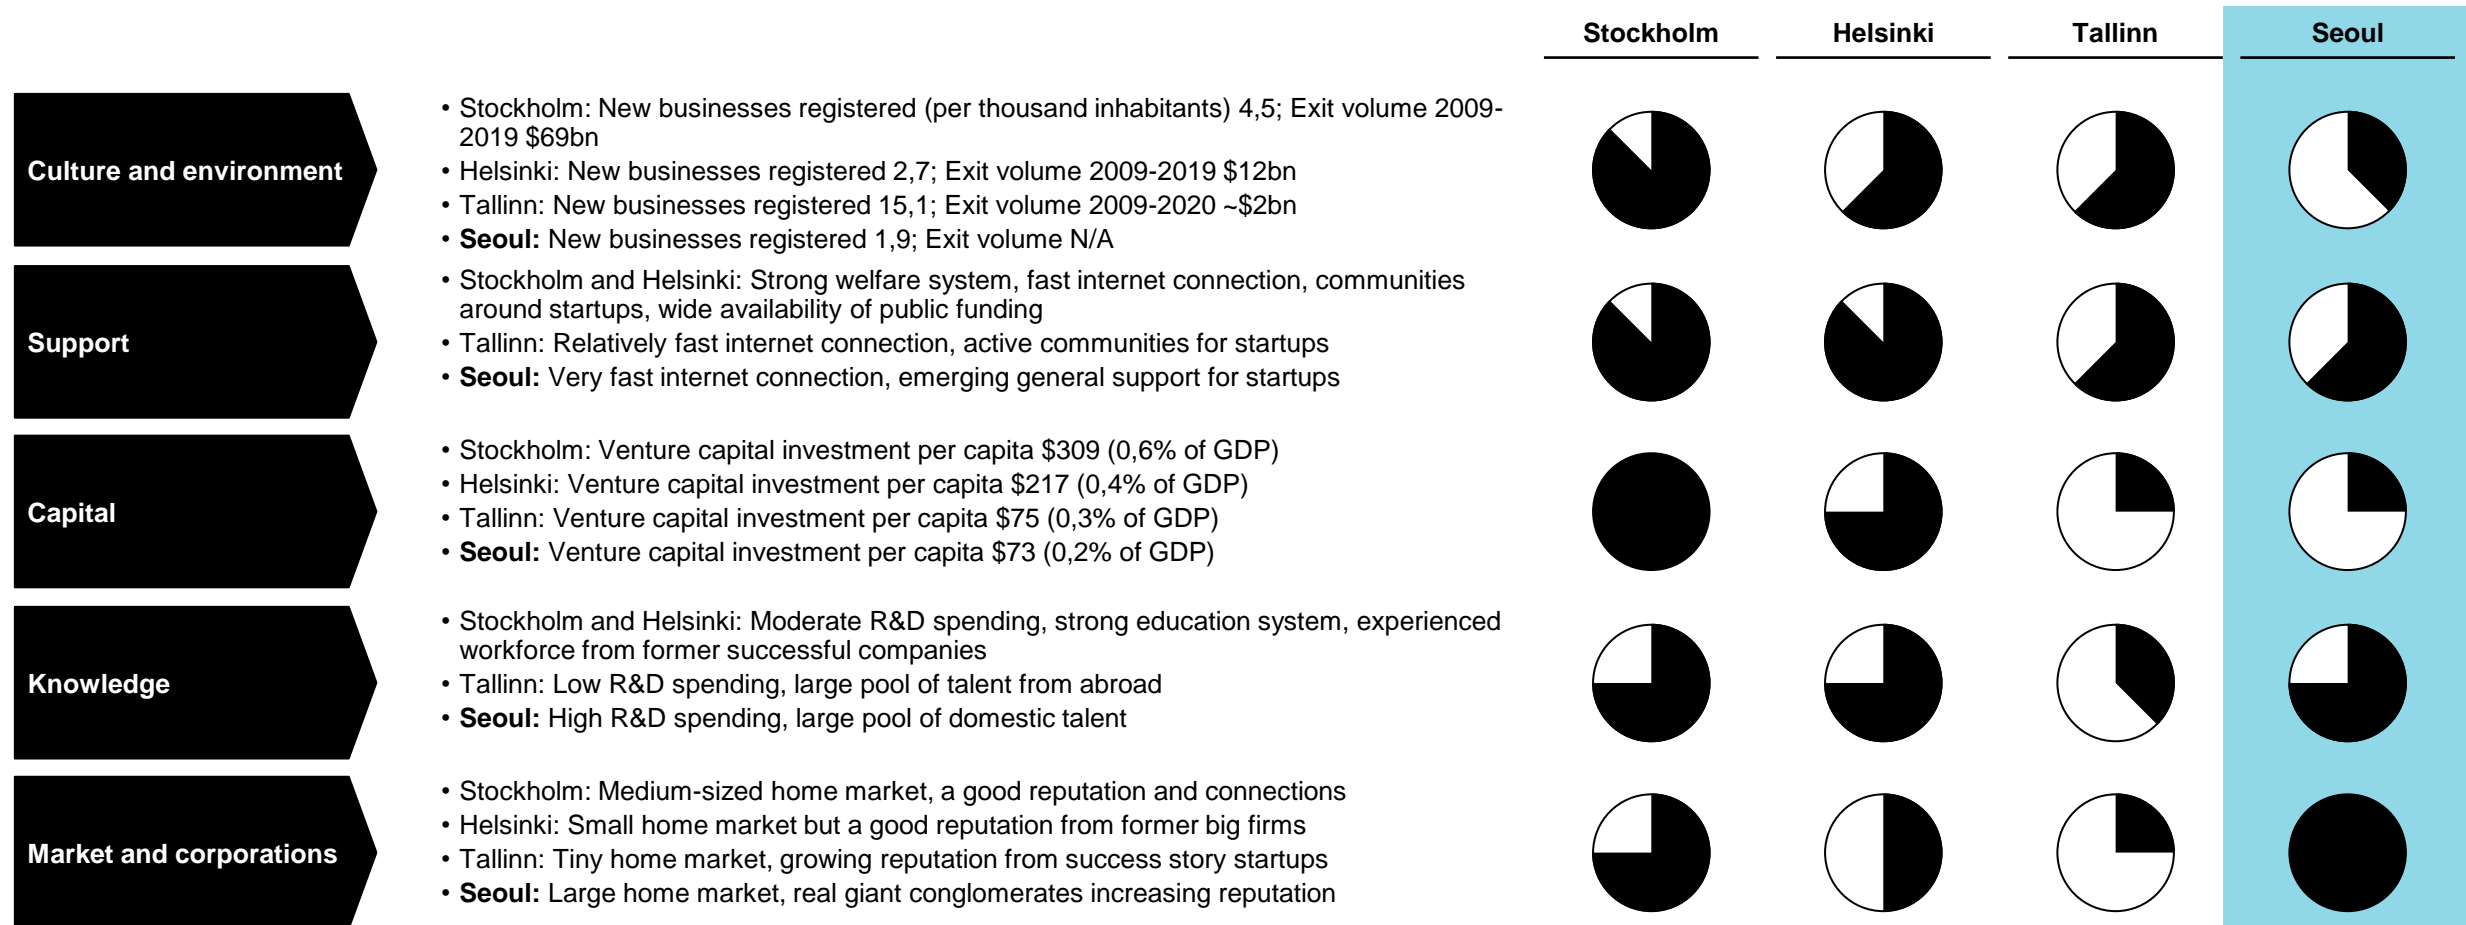 Stockholm Helsinki Tallinn Seoul
Culture and environment
• Stockholm: New businesses registered (per thousand inhabitants) 4,5; Exit volume 2009-
2019 $69bn
• Helsinki: New businesses registered 2,7; Exit volume 2009-2019 $12bn
• Tallinn: New businesses registered 15,1; Exit volume 2009-2020 ~$2bn
• Seoul: New businesses registered 1,9; Exit volume N/A
Support
• Stockholm and Helsinki: Strong welfare system, fast internet connection, communities
around startups, wide availability of public funding
• Tallinn: Relatively fast internet connection, active communities for startups
• Seoul: Very fast internet connection, emerging general support for startups
Capital
• Stockholm: Venture capital investment per capita $309 (0,6% of GDP)
• Helsinki: Venture capital investment per capita $217 (0,4% of GDP)
• Tallinn: Venture capital investment per capita $75 (0,3% of GDP)
• Seoul: Venture capital investment per capita $73 (0,2% of GDP)
Knowledge
• Stockholm and Helsinki: Moderate R&D spending, strong education system, experienced
workforce from former successful companies
• Tallinn: Low R&D spending, large pool of talent from abroad
• Seoul: High R&D spending, large pool of domestic talent
Market and corporations
• Stockholm: Medium-sized home market, a good reputation and connections
• Helsinki: Small home market but a good reputation from former big firms
• Tallinn: Tiny home market, growing reputation from success story startups
• Seoul: Large home market, real giant conglomerates increasing reputation